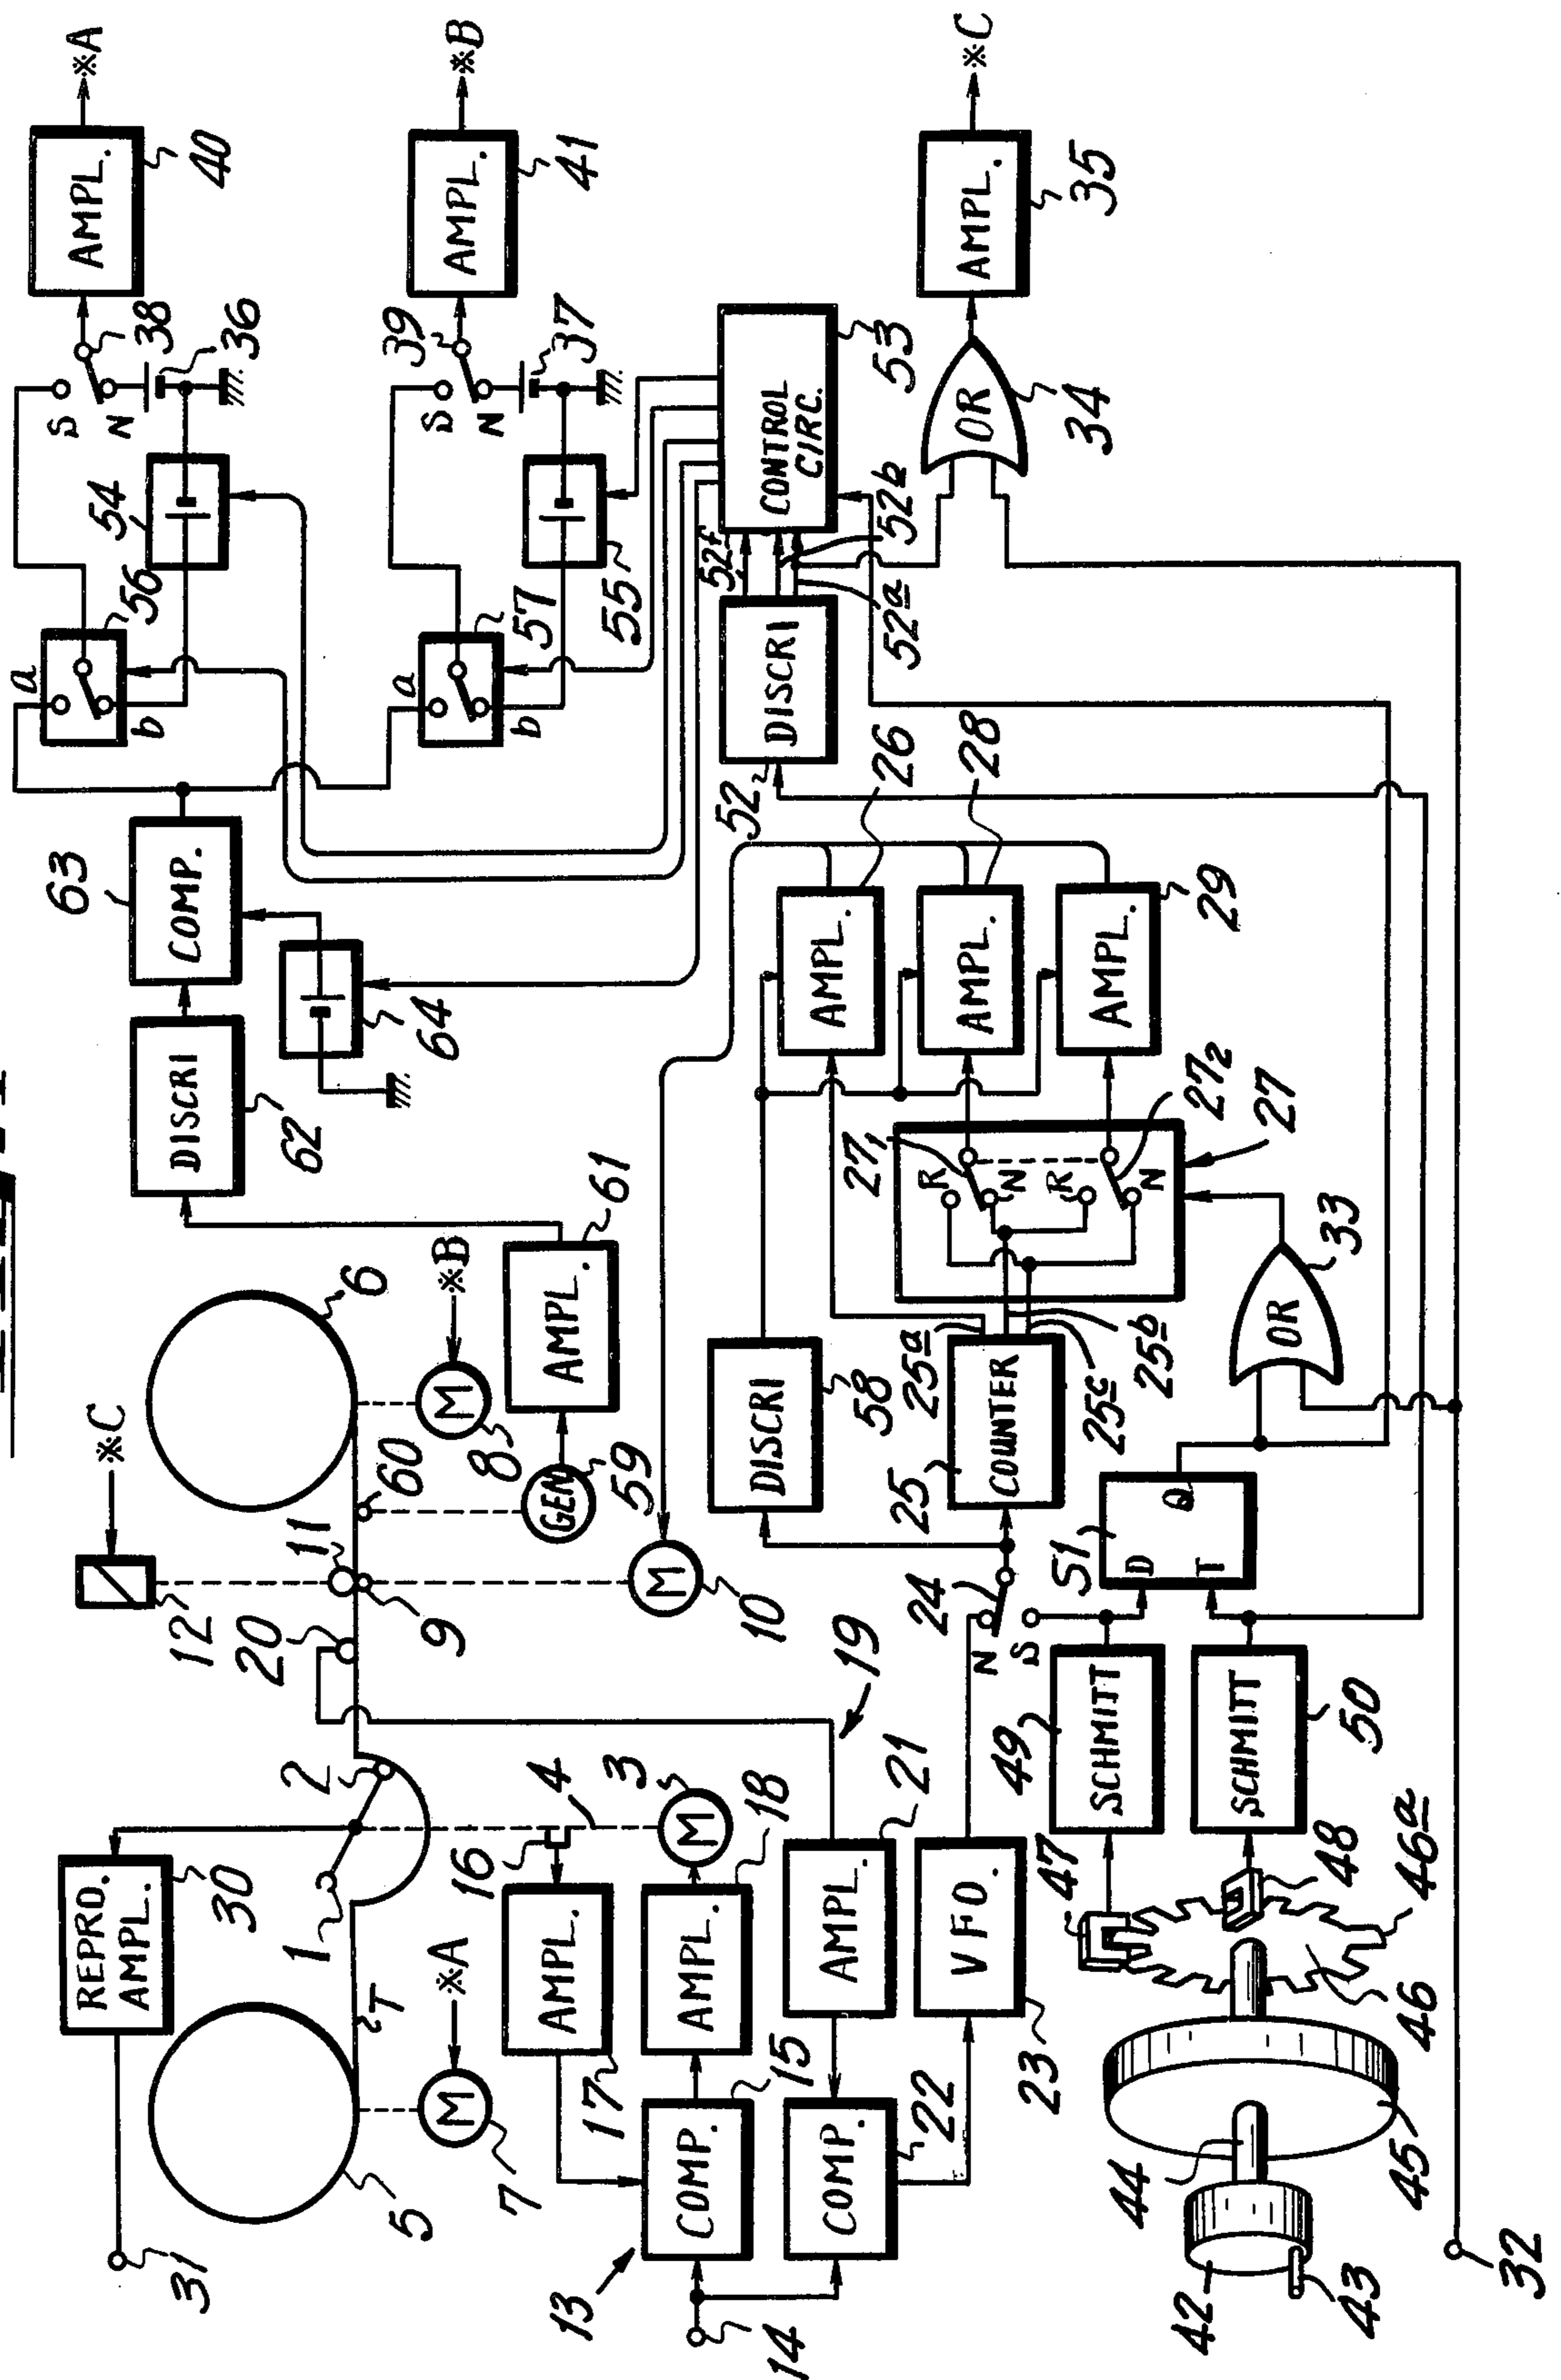 ※A
AMPL.
40
38
36
S
N
54
56
a
b
※B
AMPL.
41
39
37
S
N
55
57
a
b
※C
AMPL.
35
OR
34
CONTROL
CIRC.
53
52f
52b
52a
DISCRI
52
63
COMP.
64
DISCRI
62
AMPL.
26
AMPL.
28
AMPL.
29
27₁
R
N
R
N
27₂
27
61
AMPL.
※B
6
M
8
※C
60
GEN
59
11
12
20
9
M
10
DISCRI
58
25a
COUNTER
25
25c
25b
OR
33
51
D
Q
T
24
N
S
19
49
SCHMITT
SCHMITT
50
47
48
46a
46
45
44
42
43
32
REPRO.
AMPL.
30
31
1
2
T
5
※A
M
7
16
4
3
M
AMPL.
17
AMPL.
18
COMP.
15
13
14
AMPL.
21
COMP.
22
VFO.
23